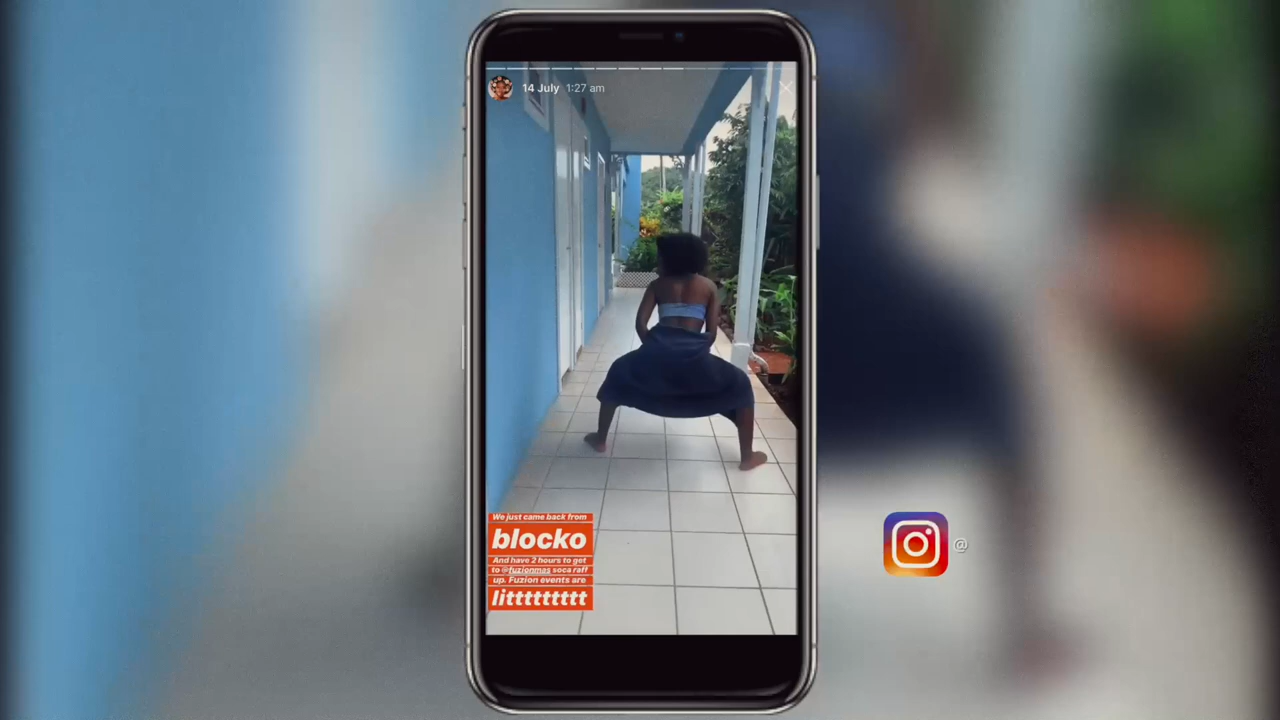 14 July 1:27 am
We just came back from
blocko
And have 2 hours to get
to @fuzionmas soca raff
up. Fuzion events are
littttttttt
@